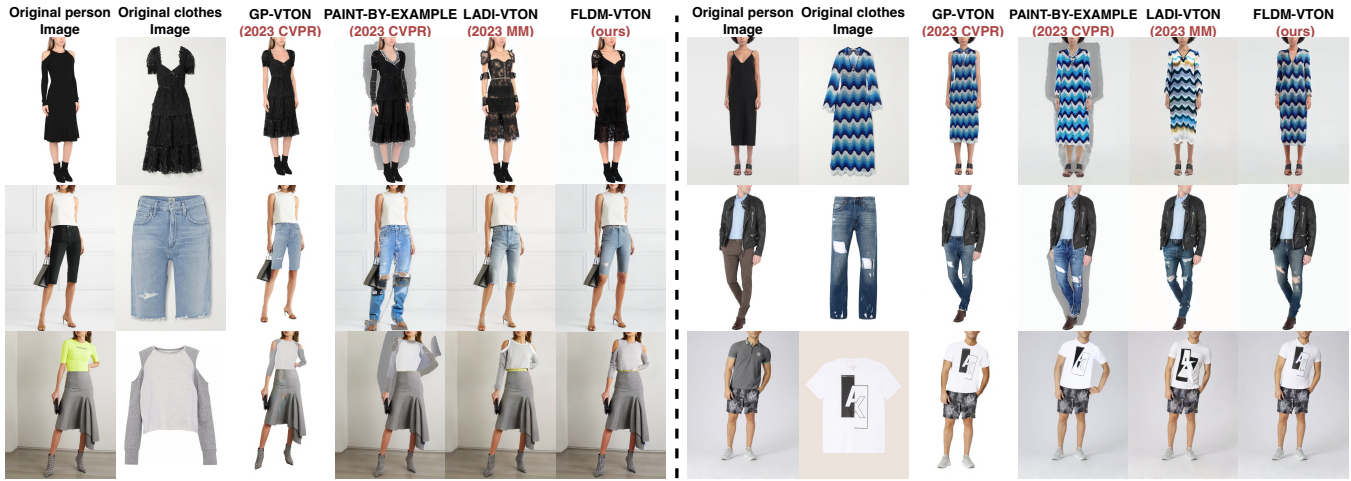 Original person
Image
Original clothes
Image
GP-VTON
(2023 CVPR)
PAINT-BY-EXAMPLE
(2023 CVPR)
LADI-VTON
(2023 MM)
FLDM-VTON
(ours)
Original person
Image
Original clothes
Image
GP-VTON
(2023 CVPR)
PAINT-BY-EXAMPLE
(2023 CVPR)
LADI-VTON
(2023 MM)
FLDM-VTON
(ours)